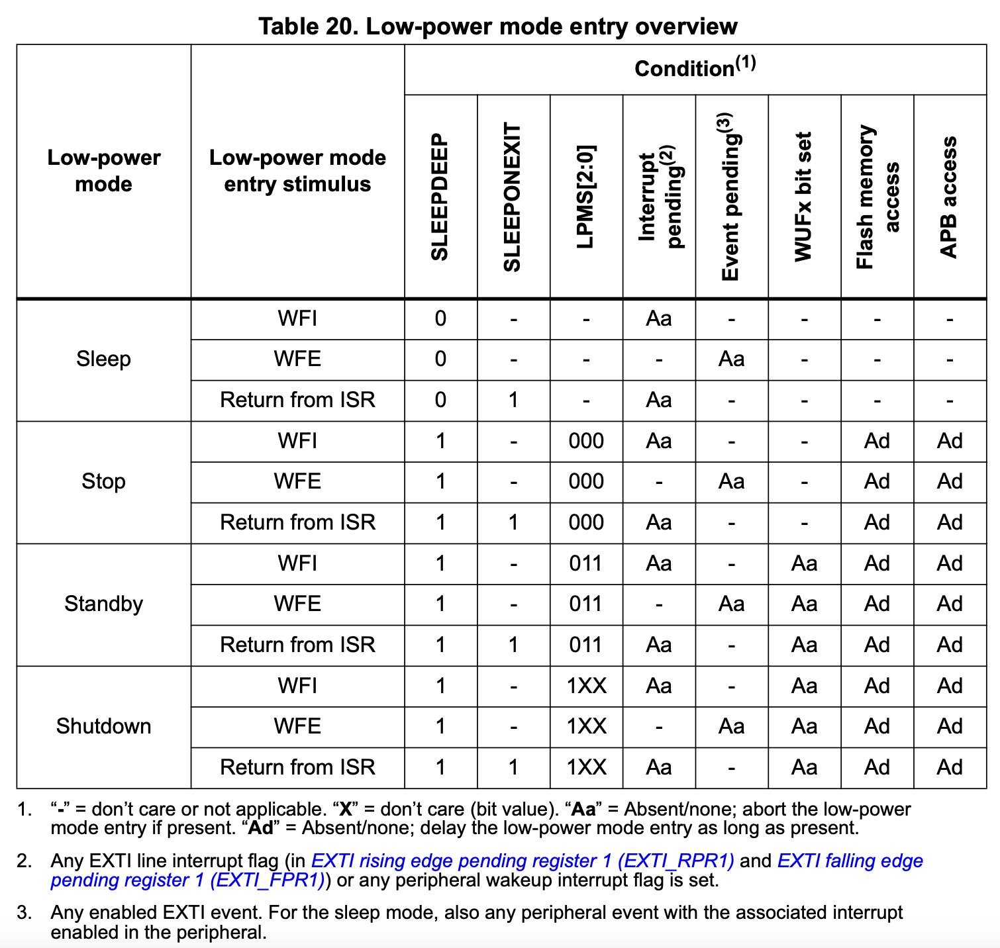 Table 20. Low-power mode entry overview
Low-power mode
Low-power mode entry stimulus
Condition(1)
SLEEPDEEP
SLEEPONEXIT
LPMS[2:0]
Interrupt pending(2)
Event pending(3)
WUFx bit set
Flash memory access
APB access
Sleep
WFI 0 - - Aa - - - -
WFE 0 - - - Aa - - -
Return from ISR 0 1 - Aa - - - -
Stop
WFI 1 - 000 Aa - - Ad Ad
WFE 1 - 000 - Aa - Ad Ad
Return from ISR 1 1 000 Aa - - Ad Ad
Standby
WFI 1 - 011 Aa - Aa Ad Ad
WFE 1 - 011 - Aa Aa Ad Ad
Return from ISR 1 1 011 Aa - Aa Ad Ad
Shutdown
WFI 1 - 1XX Aa - Aa Ad Ad
WFE 1 - 1XX - Aa Aa Ad Ad
Return from ISR 1 1 1XX Aa - Aa Ad Ad
1. “-” = don’t care or not applicable. “X” = don’t care (bit value). “Aa” = Absent/none; abort the low-power
mode entry if present. “Ad” = Absent/none; delay the low-power mode entry as long as present.
2. Any EXTI line interrupt flag (in EXTI rising edge pending register 1 (EXTI_RPR1) and EXTI falling edge
pending register 1 (EXTI_FPR1)) or any peripheral wakeup interrupt flag is set.
3. Any enabled EXTI event. For the sleep mode, also any peripheral event with the associated interrupt
enabled in the peripheral.